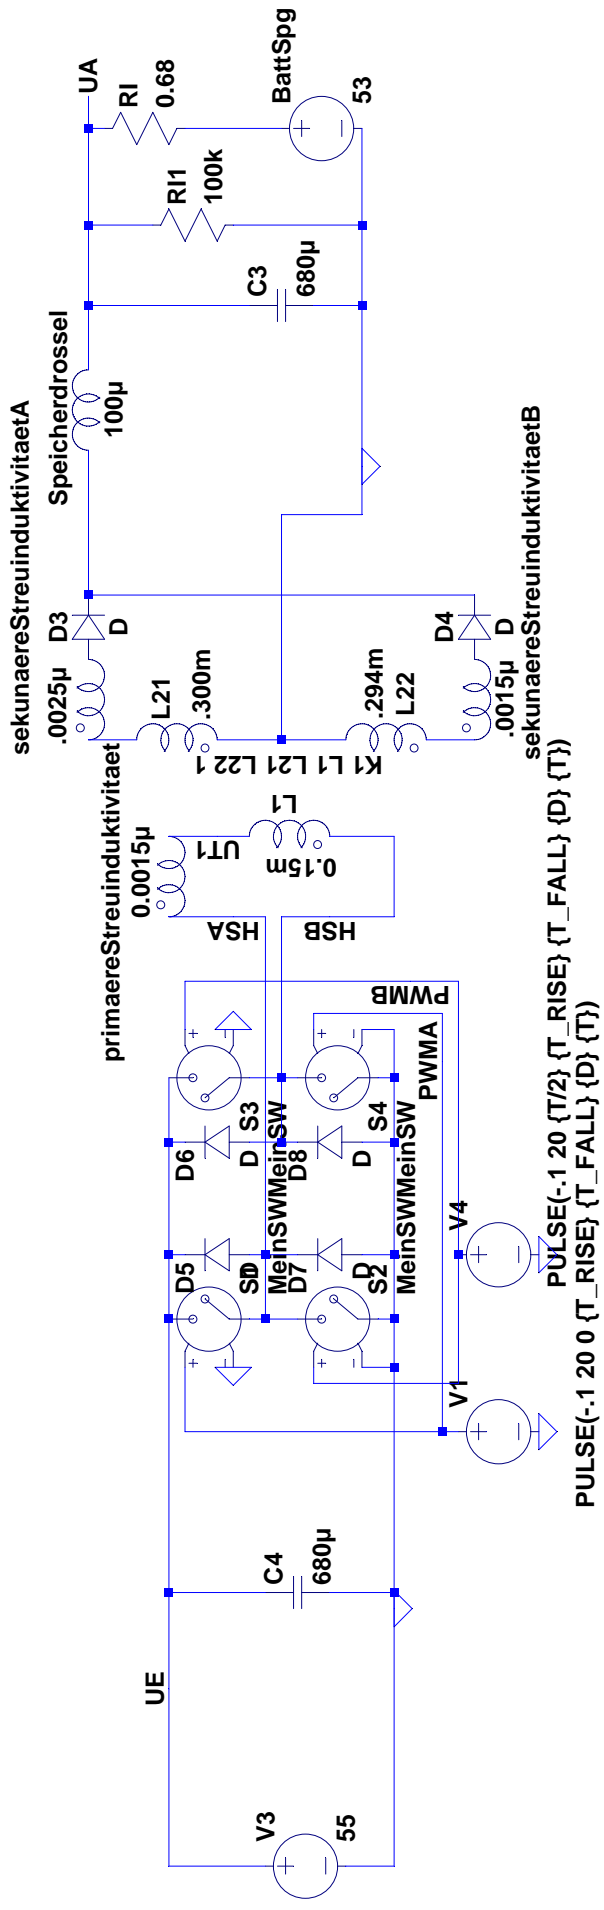 V3
55
UE
C4
680µ
V1
PULSE(-.1 20 0 {T_RISE} {T_FALL} {D} {T})
V4
PULSE(-.1 20 {T/2} {T_RISE} {T_FALL} {D} {T})
D5
D
S1
MeinSW
D7
D
S2
MeinSW
D6
D
S3
MeinSW
D8
D
S4
MeinSW
PWMA
PWMB
HSA
HSB
primaereStreuinduktivitaet
0.0015µ
UT1
L1
0.15m
K1 L1 L21 L22 1
sekunaereStreuinduktivitaetA
.0025µ
L21
.300m
.294m
L22
.0015µ
sekunaereStreuinduktivitaetB
D3
D
D4
D
Speicherdrossel
100µ
C3
680µ
RI1
100k
UA
RI
0.68
BattSpg
53